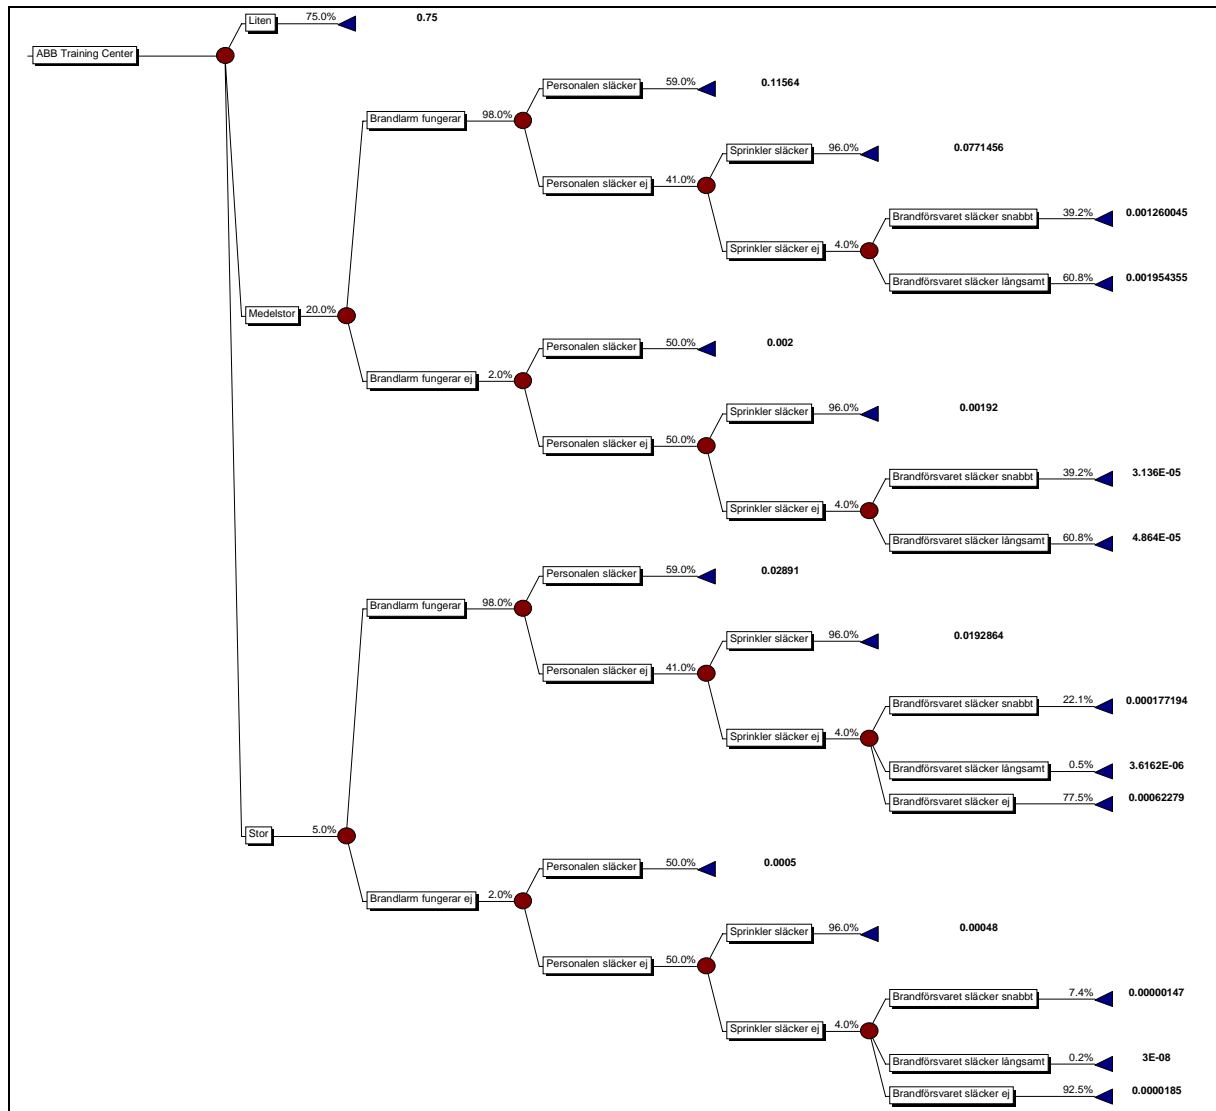 Liten 75.0% 0.75
ABB Training Center
Personalen släcker 59.0% 0.11564
Brandlarm fungerar 98.0%
Sprinkler släcker 96.0% 0.0771456
Personalen släcker ej 41.0%
Brandförsvaret släcker snabbt 39.2% 0.001260045
Sprinkler släcker ej 4.0%
Brandförsvaret släcker långsamt 60.8% 0.001954355
Medelstor 20.0%
Personalen släcker 50.0% 0.002
Brandlarm fungerar ej 2.0%
Sprinkler släcker 96.0% 0.00192
Personalen släcker ej 50.0%
Brandförsvaret släcker snabbt 39.2% 3.136E-05
Sprinkler släcker ej 4.0%
Brandförsvaret släcker långsamt 60.8% 4.864E-05
Personalen släcker 59.0% 0.02891
Brandlarm fungerar 98.0%
Sprinkler släcker 96.0% 0.0192864
Personalen släcker ej 41.0%
Brandförsvaret släcker snabbt 22.1% 0.000177194
Sprinkler släcker ej 4.0%
Brandförsvaret släcker långsamt 0.5% 3.6162E-06
Brandförsvaret släcker ej 77.5% 0.00062279
Stor 5.0%
Personalen släcker 50.0% 0.0005
Brandlarm fungerar ej 2.0%
Sprinkler släcker 96.0% 0.00048
Personalen släcker ej 50.0%
Brandförsvaret släcker snabbt 7.4% 0.00000147
Sprinkler släcker ej 4.0%
Brandförsvaret släcker långsamt 0.2% 3E-08
Brandförsvaret släcker ej 92.5% 0.0000185